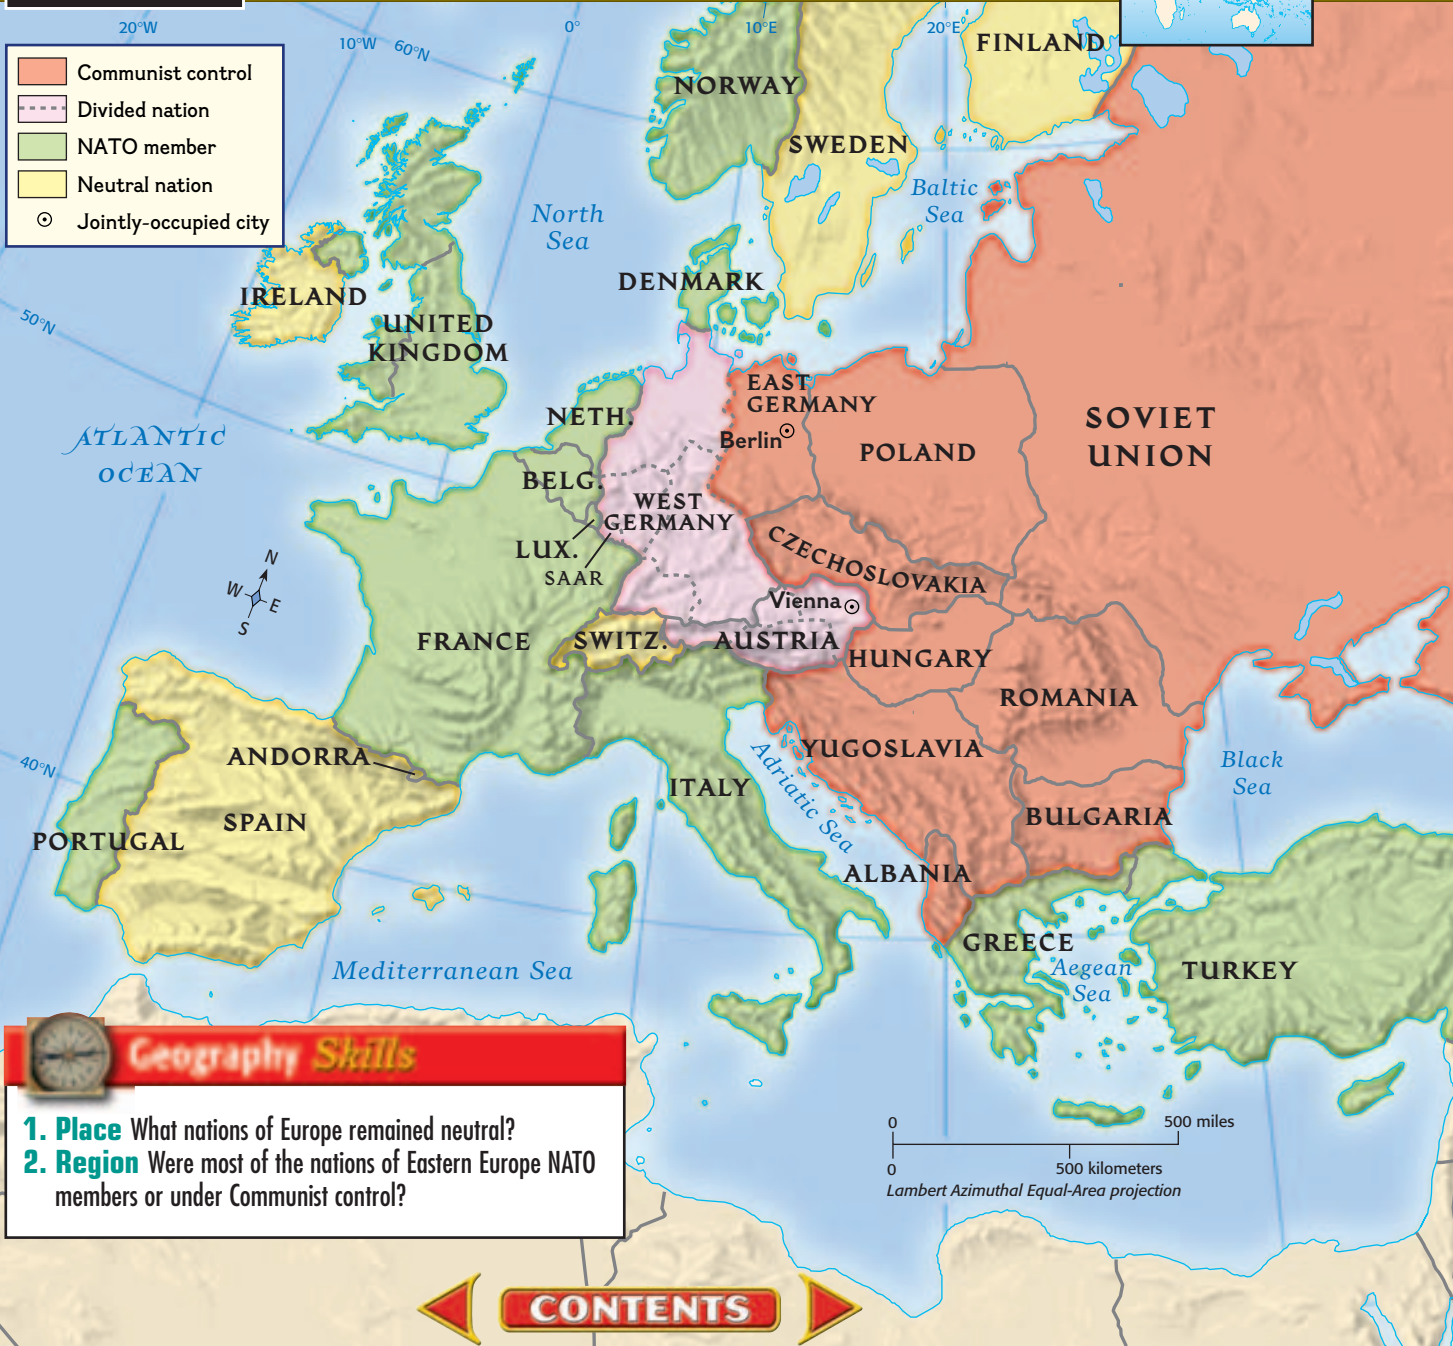 20°W
10°W
60°N
0°
10°E
20°E
Communist control
Divided nation
NATO member
Neutral nation
Jointly-occupied city
FINLAND
NORWAY
SWEDEN
Baltic
Sea
North
Sea
DENMARK
IRELAND
UNITED
KINGDOM
50°N
EAST
GERMANY
Berlin
NETH.
POLAND
SOVIET
UNION
ATLANTIC
OCEAN
BELG.
WEST
GERMANY
LUX.
SAAR
CZECHOSLOVAKIA
N
W
E
S
Vienna
FRANCE
SWITZ.
AUSTRIA
HUNGARY
ROMANIA
ANDORRA
YUGOSLAVIA
Adriatic Sea
Black
Sea
40°N
ITALY
SPAIN
BULGARIA
PORTUGAL
ALBANIA
GREECE
Aegean
Sea
TURKEY
Mediterranean Sea
Geography Skills
1. Place What nations of Europe remained neutral?
2. Region Were most of the nations of Eastern Europe NATO
members or under Communist control?
0
500 miles
0
500 kilometers
Lambert Azimuthal Equal-Area projection
CONTENTS